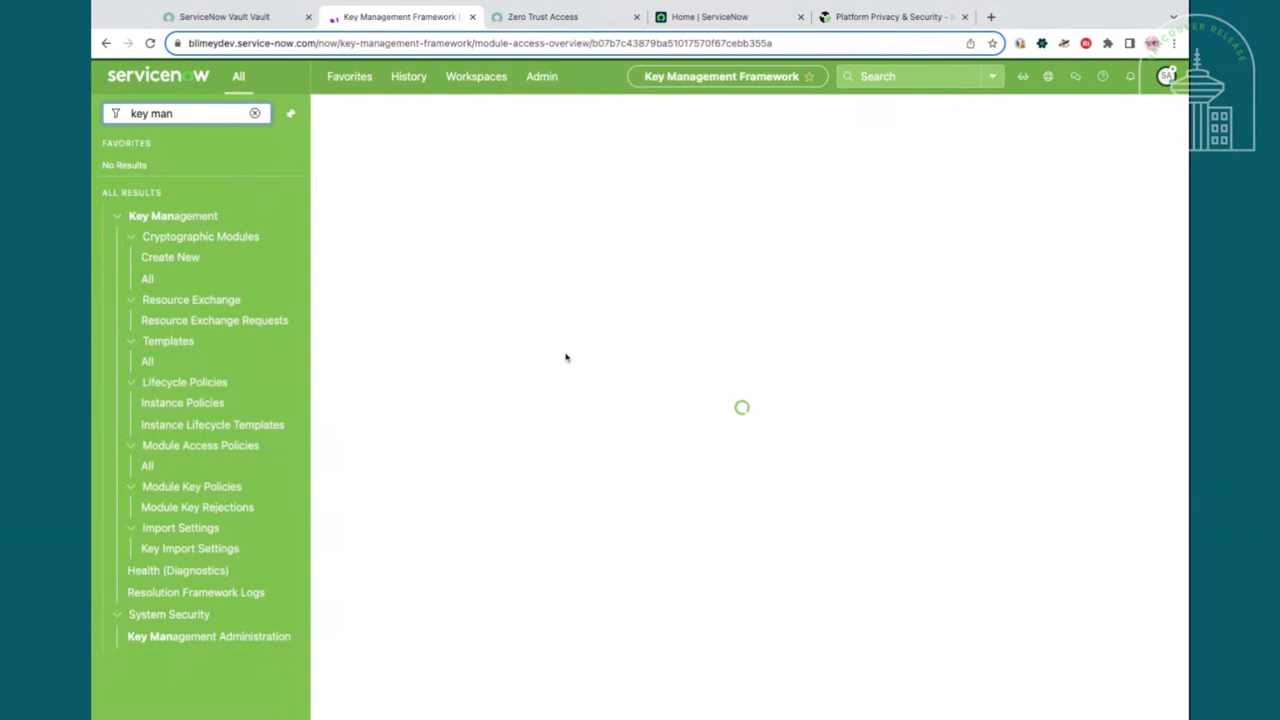 ServiceNow Vault Vault
Key Management Framework |
Zero Trust Access
Home | ServiceNow
Platform Privacy & Security - S
blimeydev.service-now.com/now/key-management-framework/module-access-overview/b07b7c43879ba51017570f67cebb355a
servicenow
All
Favorites
History
Workspaces
Admin
Key Management Framework
Search
SA
VANCOUVER RELEASE
key man
FAVORITES
No Results
ALL RESULTS
Key Management
Cryptographic Modules
Create New
All
Resource Exchange
Resource Exchange Requests
Templates
All
Lifecycle Policies
Instance Policies
Instance Lifecycle Templates
Module Access Policies
All
Module Key Policies
Module Key Rejections
Import Settings
Key Import Settings
Health (Diagnostics)
Resolution Framework Logs
System Security
Key Management Administration